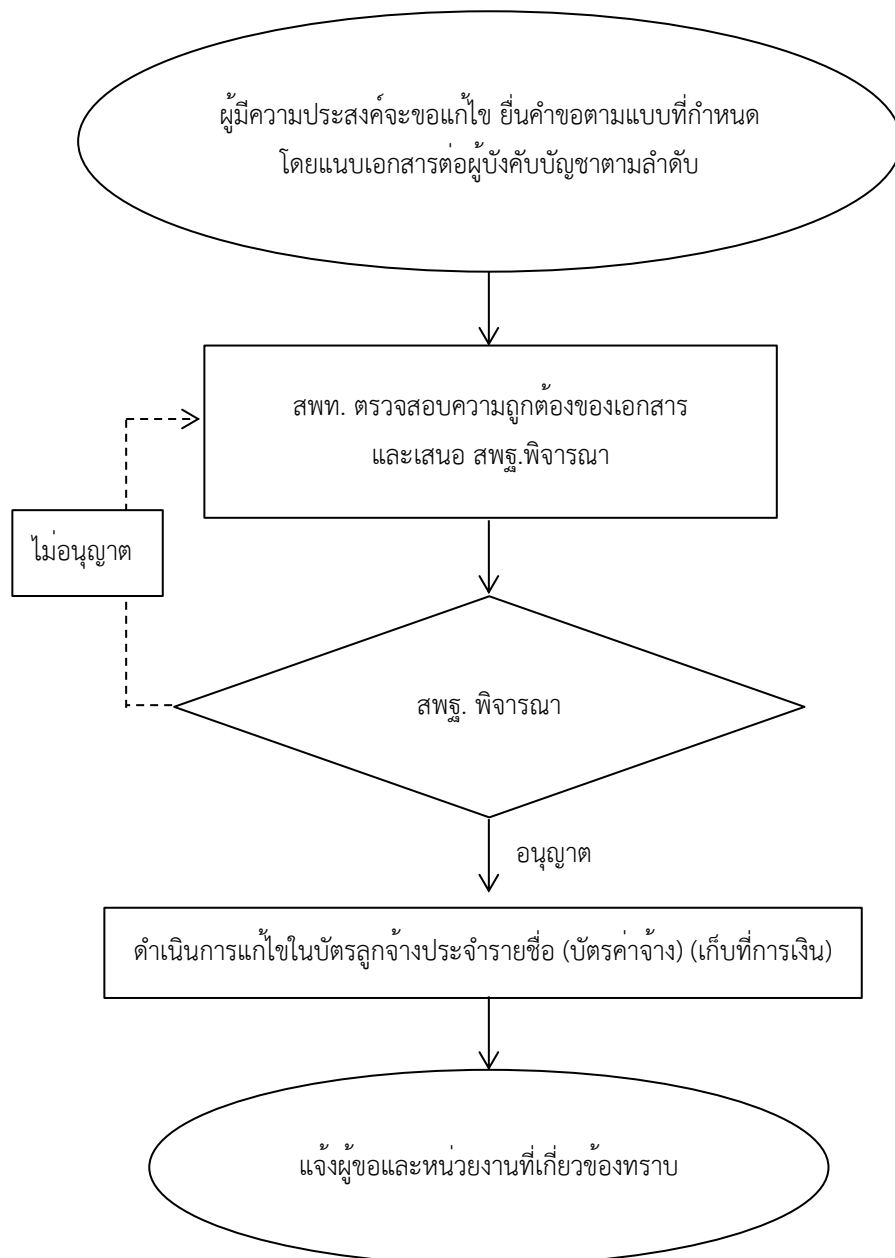 ผู้มีความประสงค์จะขอแก้ไข ยื่นคำขอตามแบบที่กำหนด
โดยแนบเอกสารต่อผู้บังคับบัญชาตามลำดับ
สพท. ตรวจสอบความถูกต้องของเอกสาร
และเสนอ สพฐ.พิจารณา
ไม่อนุญาต
สพฐ. พิจารณา
อนุญาต
ดำเนินการแก้ไขในบัตรลูกจ้างประจำรายชื่อ (บัตรค่าจ้าง) (เก็บที่การเงิน)
แจ้งผู้ขอและหน่วยงานที่เกี่ยวข้องทราบ